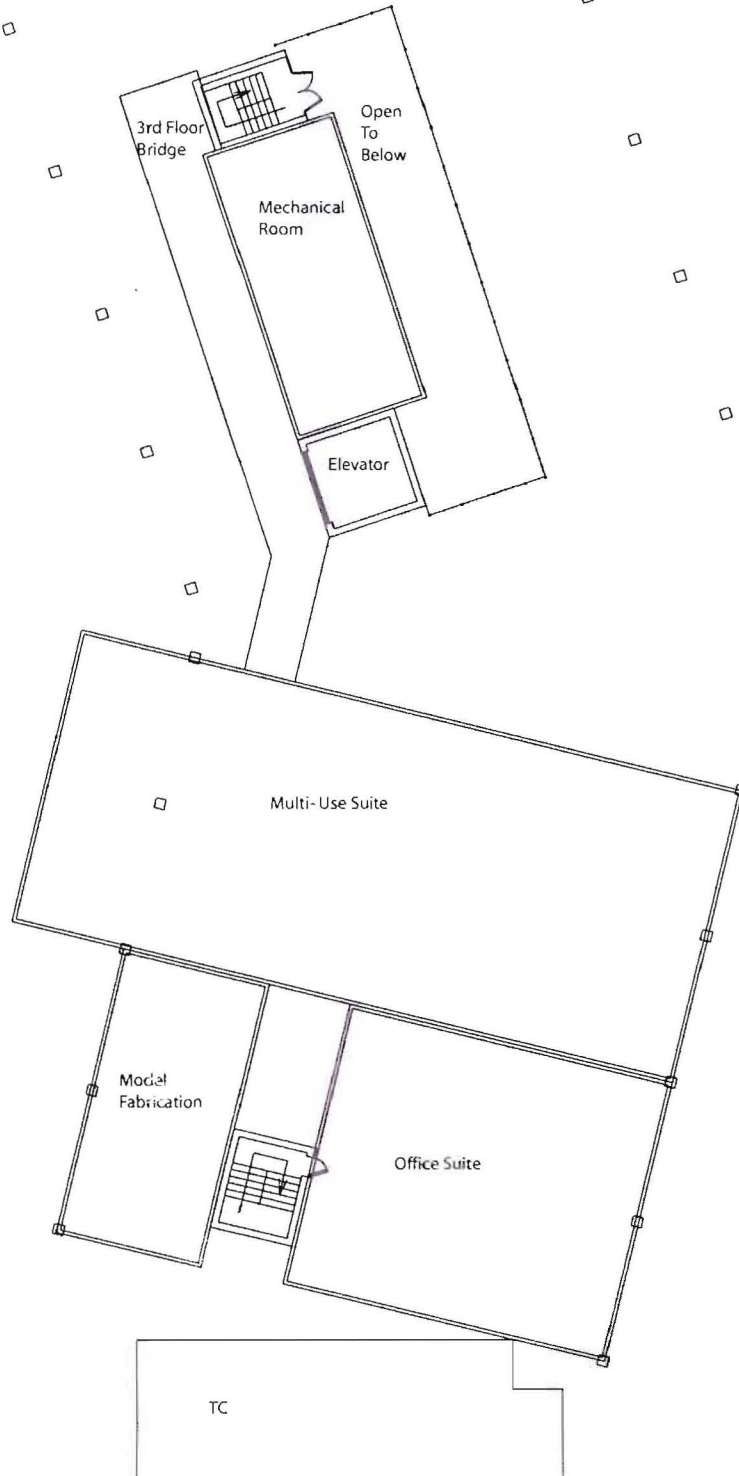 3rd Floor
Bridge
Open
To
Below
Mechanical
Room
Elevator
Multi-Use Suite
Model
Fabrication
Office Suite
TC